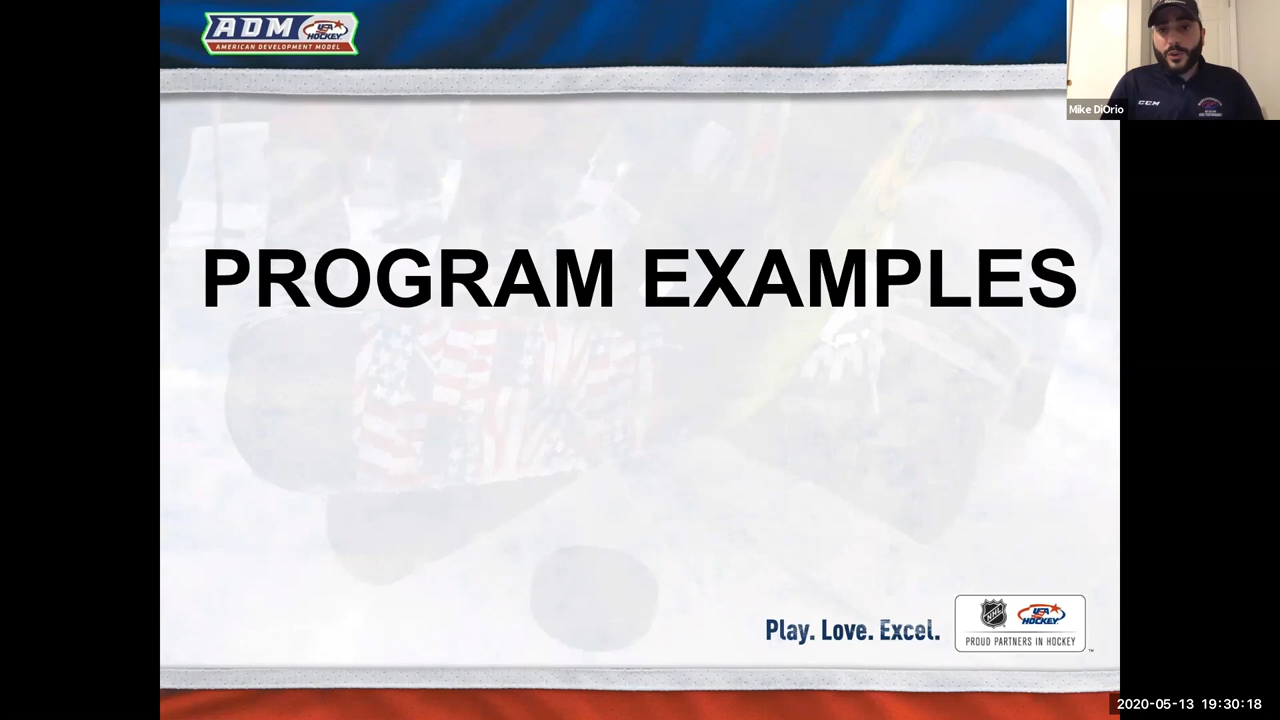 ADM
USA
HOCKEY
AMERICAN DEVELOPMENT MODEL
CCM
Mike DiOrio
PROGRAM EXAMPLES
Play. Love. Excel.
NHL
USA
HOCKEY
PROUD PARTNERS IN HOCKEY
TM
2020-05-13 19:30:18